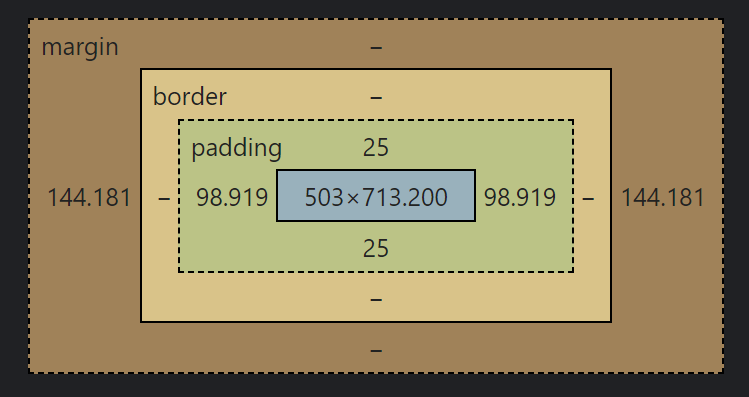 margin –
border –
padding 25
144.181 – 98.919 503×713.200 98.919 – 144.181
25
–
–